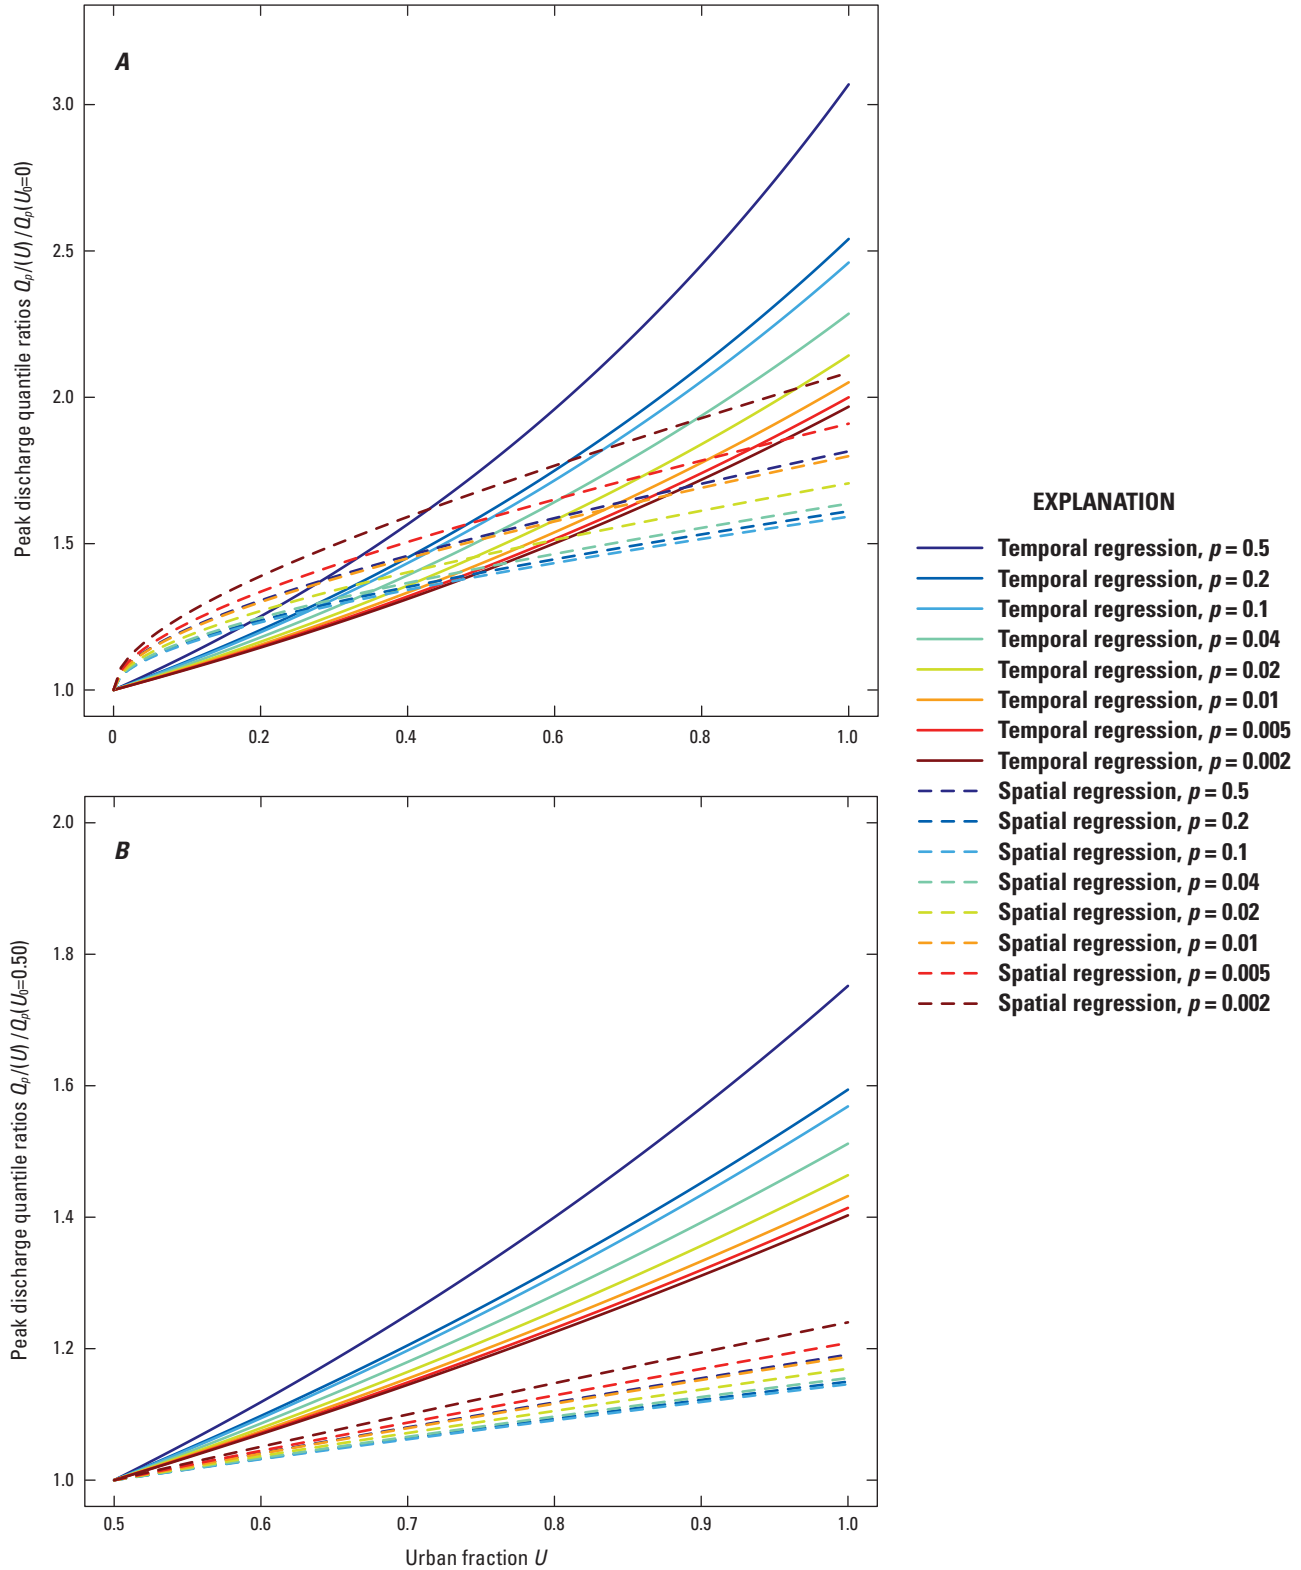 A
3.0
2.5
2.0
1.5
1.0
Peak discharge quantile ratios Qp/(U)/Qp(U0=0)
0 0.2 0.4 0.6 0.8 1.0
B
2.0
1.8
1.6
1.4
1.2
1.0
Peak discharge quantile ratios Qp/(U)/Qp(U0=0.50)
0.5 0.6 0.7 0.8 0.9 1.0
Urban fraction U
EXPLANATION
Temporal regression, p = 0.5
Temporal regression, p = 0.2
Temporal regression, p = 0.1
Temporal regression, p = 0.04
Temporal regression, p = 0.02
Temporal regression, p = 0.01
Temporal regression, p = 0.005
Temporal regression, p = 0.002
Spatial regression, p = 0.5
Spatial regression, p = 0.2
Spatial regression, p = 0.1
Spatial regression, p = 0.04
Spatial regression, p = 0.02
Spatial regression, p = 0.01
Spatial regression, p = 0.005
Spatial regression, p = 0.002